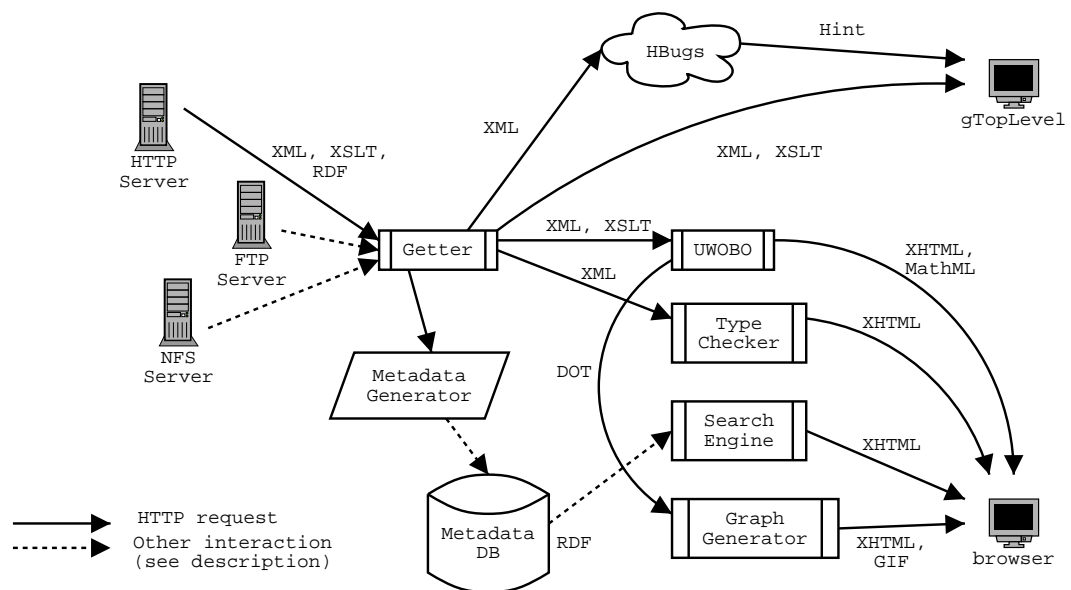 Hint
HBugs
gTopLevel
XML
XML, XSLT
HTTP
Server
XML, XSLT,
RDF
FTP
Server
Getter
XML, XSLT
UWOBO
XHTML,
MathML
XML
NFS
Server
Type
Checker
XHTML
Metadata
Generator
DOT
Search
Engine
XHTML
Metadata
DB
RDF
Graph
Generator
XHTML,
GIF
browser
HTTP request
Other interaction
(see description)